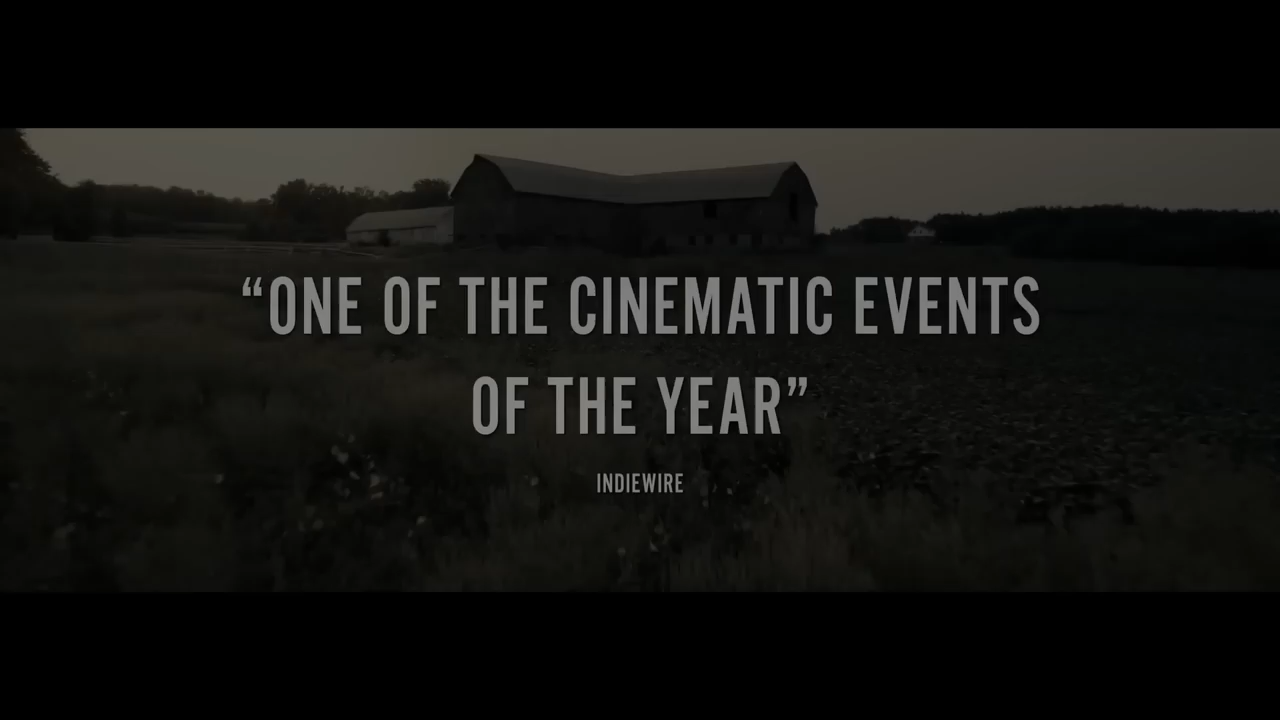 “ONE OF THE CINEMATIC EVENTS
OF THE YEAR”
INDIEWIRE